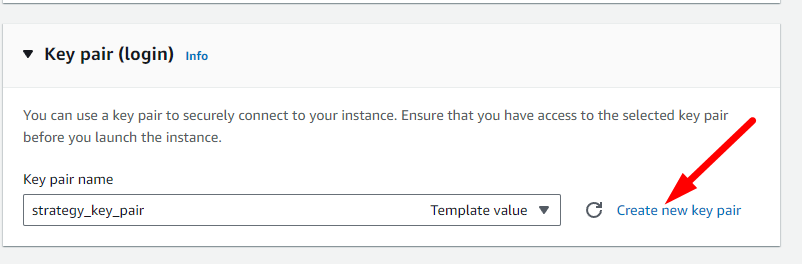 Key pair (login) Info
You can use a key pair to securely connect to your instance. Ensure that you have access to the selected key pair
before you launch the instance.
Key pair name
strategy_key_pair Template value Create new key pair